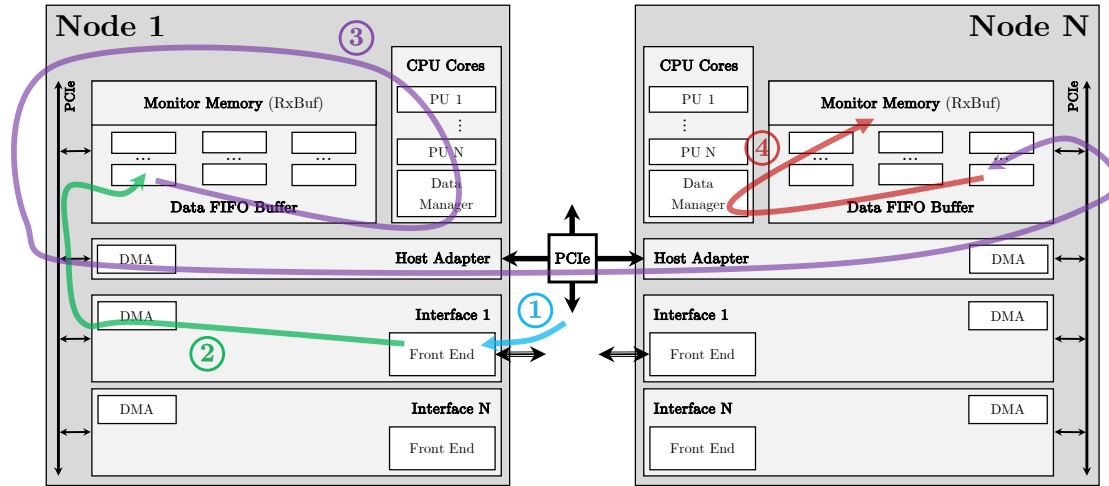 Node 1
③
PCIe
Monitor Memory (RxBuf)
...
...
...
Data FIFO Buffer
CPU Cores
PU 1
⋮
PU N
Data
Manager
DMA
Host Adapter
DMA
Interface 1
Front End
②
DMA
Interface N
Front End
①
PCIe
Node N
CPU Cores
PU 1
⋮
PU N
Data
Manager
④
Monitor Memory (RxBuf)
...
...
...
Data FIFO Buffer
PCIe
Host Adapter
DMA
Interface 1
DMA
Front End
Interface N
DMA
Front End